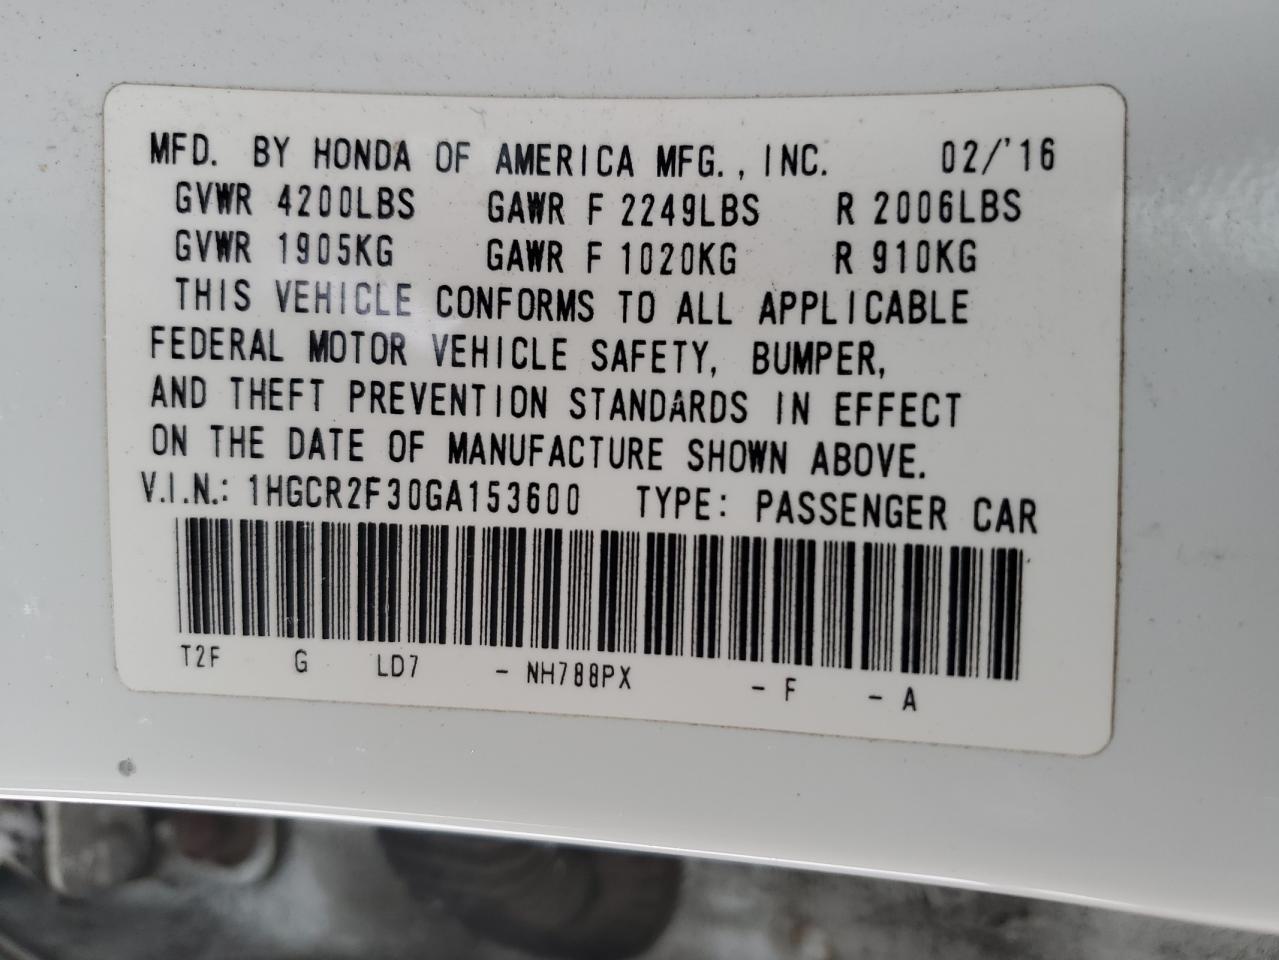 MFD. BY HONDA OF AMERICA MFG., INC. 02/'16
GVWR 4200LBS GAWR F 2249LBS R 2006LBS
GVWR 1905KG GAWR F 1020KG R 910KG
THIS VEHICLE CONFORMS TO ALL APPLICABLE
FEDERAL MOTOR VEHICLE SAFETY, BUMPER,
AND THEFT PREVENTION STANDARDS IN EFFECT
ON THE DATE OF MANUFACTURE SHOWN ABOVE.
V.I.N.: 1HGCR2F30GA153600 TYPE: PASSENGER CAR
T2F G LD7 - NH788PX - F - A